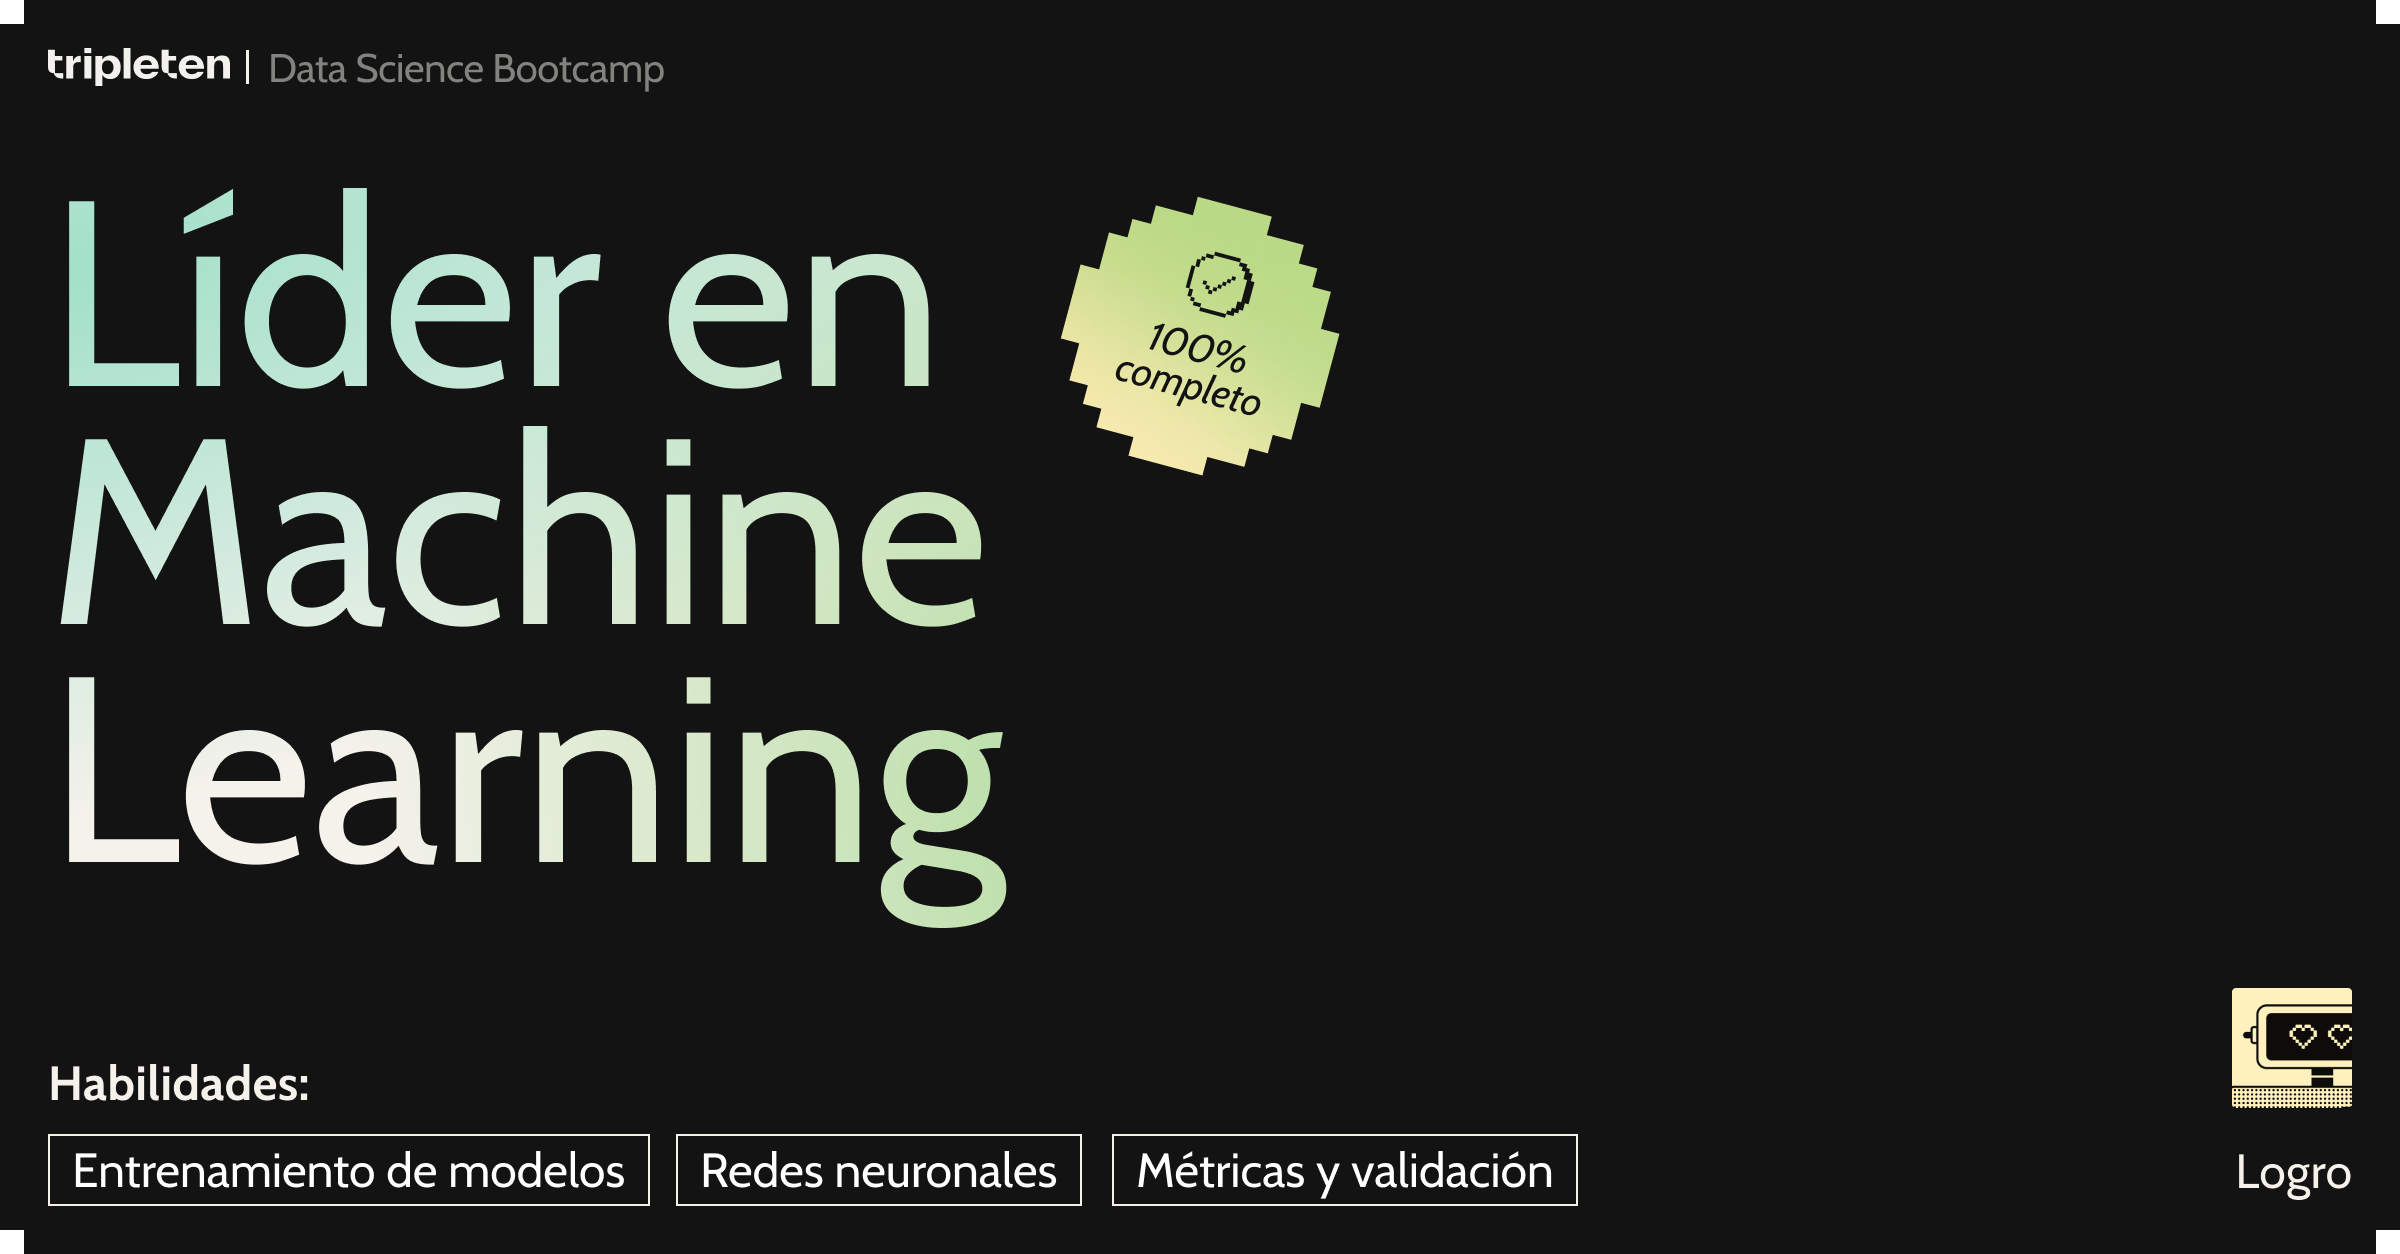 tripleten | Data Science Bootcamp
Líder en
Machine
Learning
100%
completo
Habilidades:
Entrenamiento de modelos
Redes neuronales
Métricas y validación
Logro